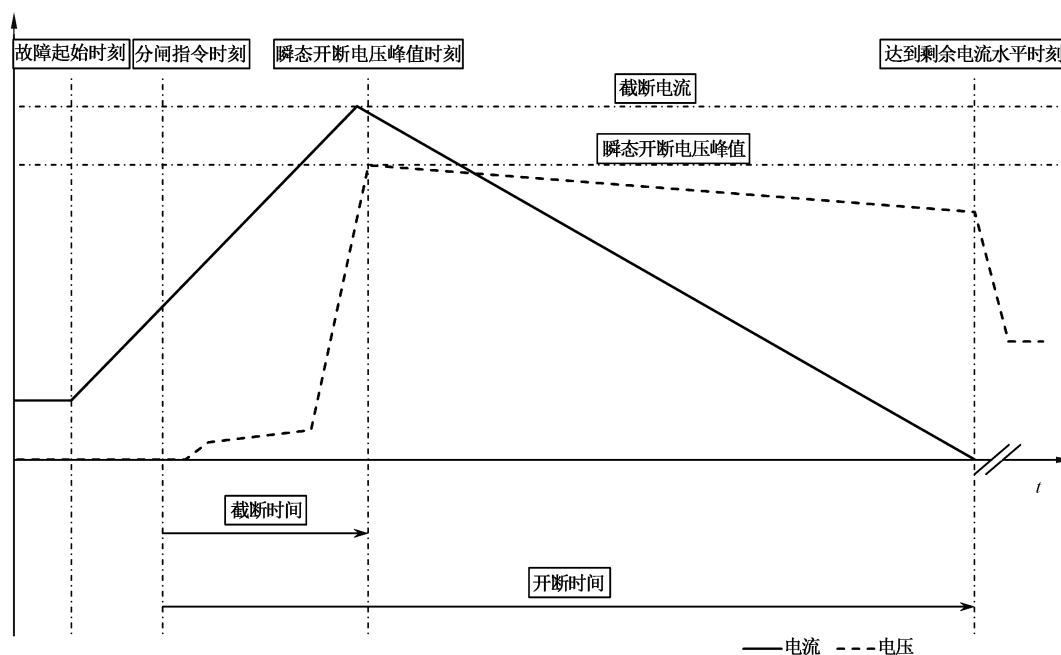 故障起始时刻
分闸指令时刻
瞬态开断电压峰值时刻
达到剩余电流水平时刻
截断电流
瞬态开断电压峰值
t
截断时间
开断时间
电流
电压